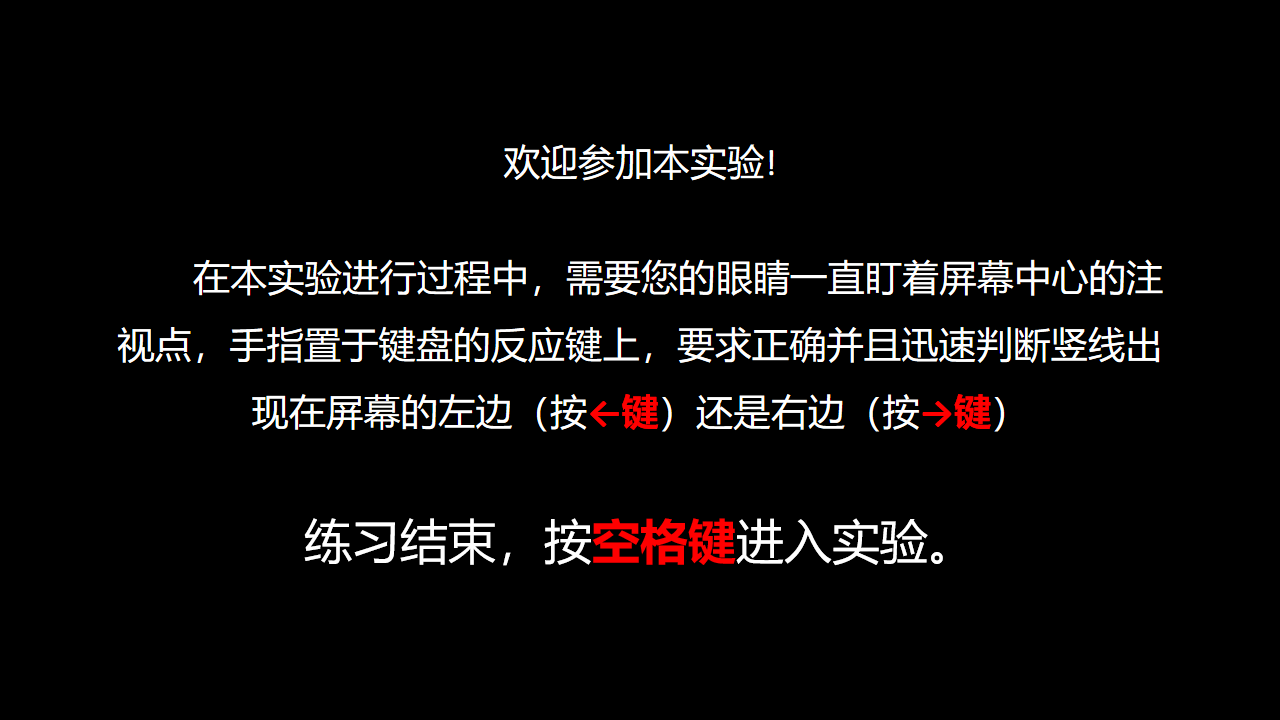 欢迎参加本实验!
在本实验进行过程中，需要您的眼睛一直盯着屏幕中心的注
视点，手指置于键盘的反应键上，要求正确并且迅速判断竖线出
现在屏幕的左边（按←键）还是右边（按→键）
练习结束，按空格键进入实验。